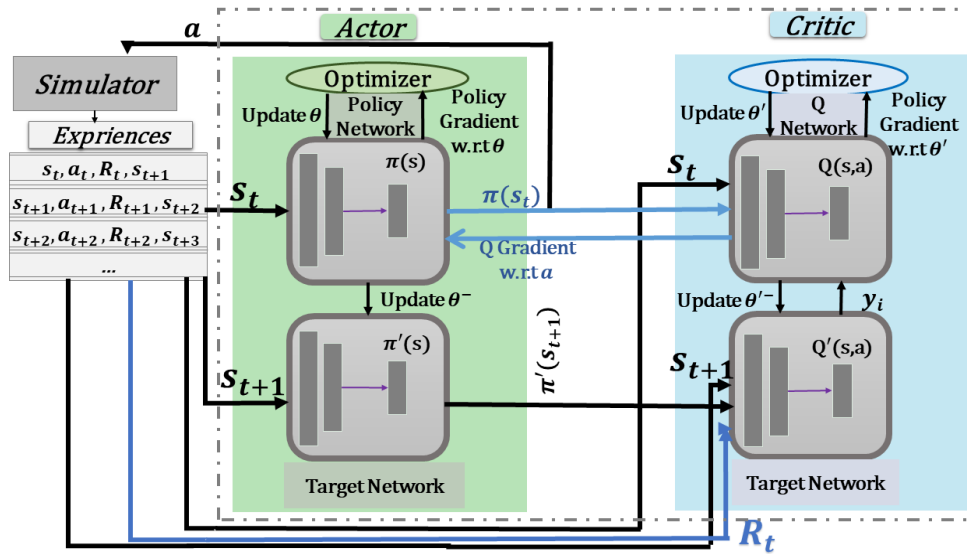 a
Actor
Critic
Simulator
Expriences
s_t, a_t, R_t, s_{t+1}
s_{t+1}, a_{t+1}, R_{t+1}, s_{t+2}
s_{t+2}, a_{t+2}, R_{t+2}, s_{t+3}
...
Optimizer
Update θ
Policy
Network
Policy
Gradient
w.r.t θ
π(s)
s_t
π(s_t)
Q Gradient
w.r.t a
Update θ⁻
π′(s)
s_{t+1}
π′(s_{t+1})
Target Network
Optimizer
Update θ′
Q
Network
Policy
Gradient
w.r.t θ′
s_t
Q(s,a)
Update θ′⁻
y_i
Q′(s,a)
s_{t+1}
Target Network
R_t